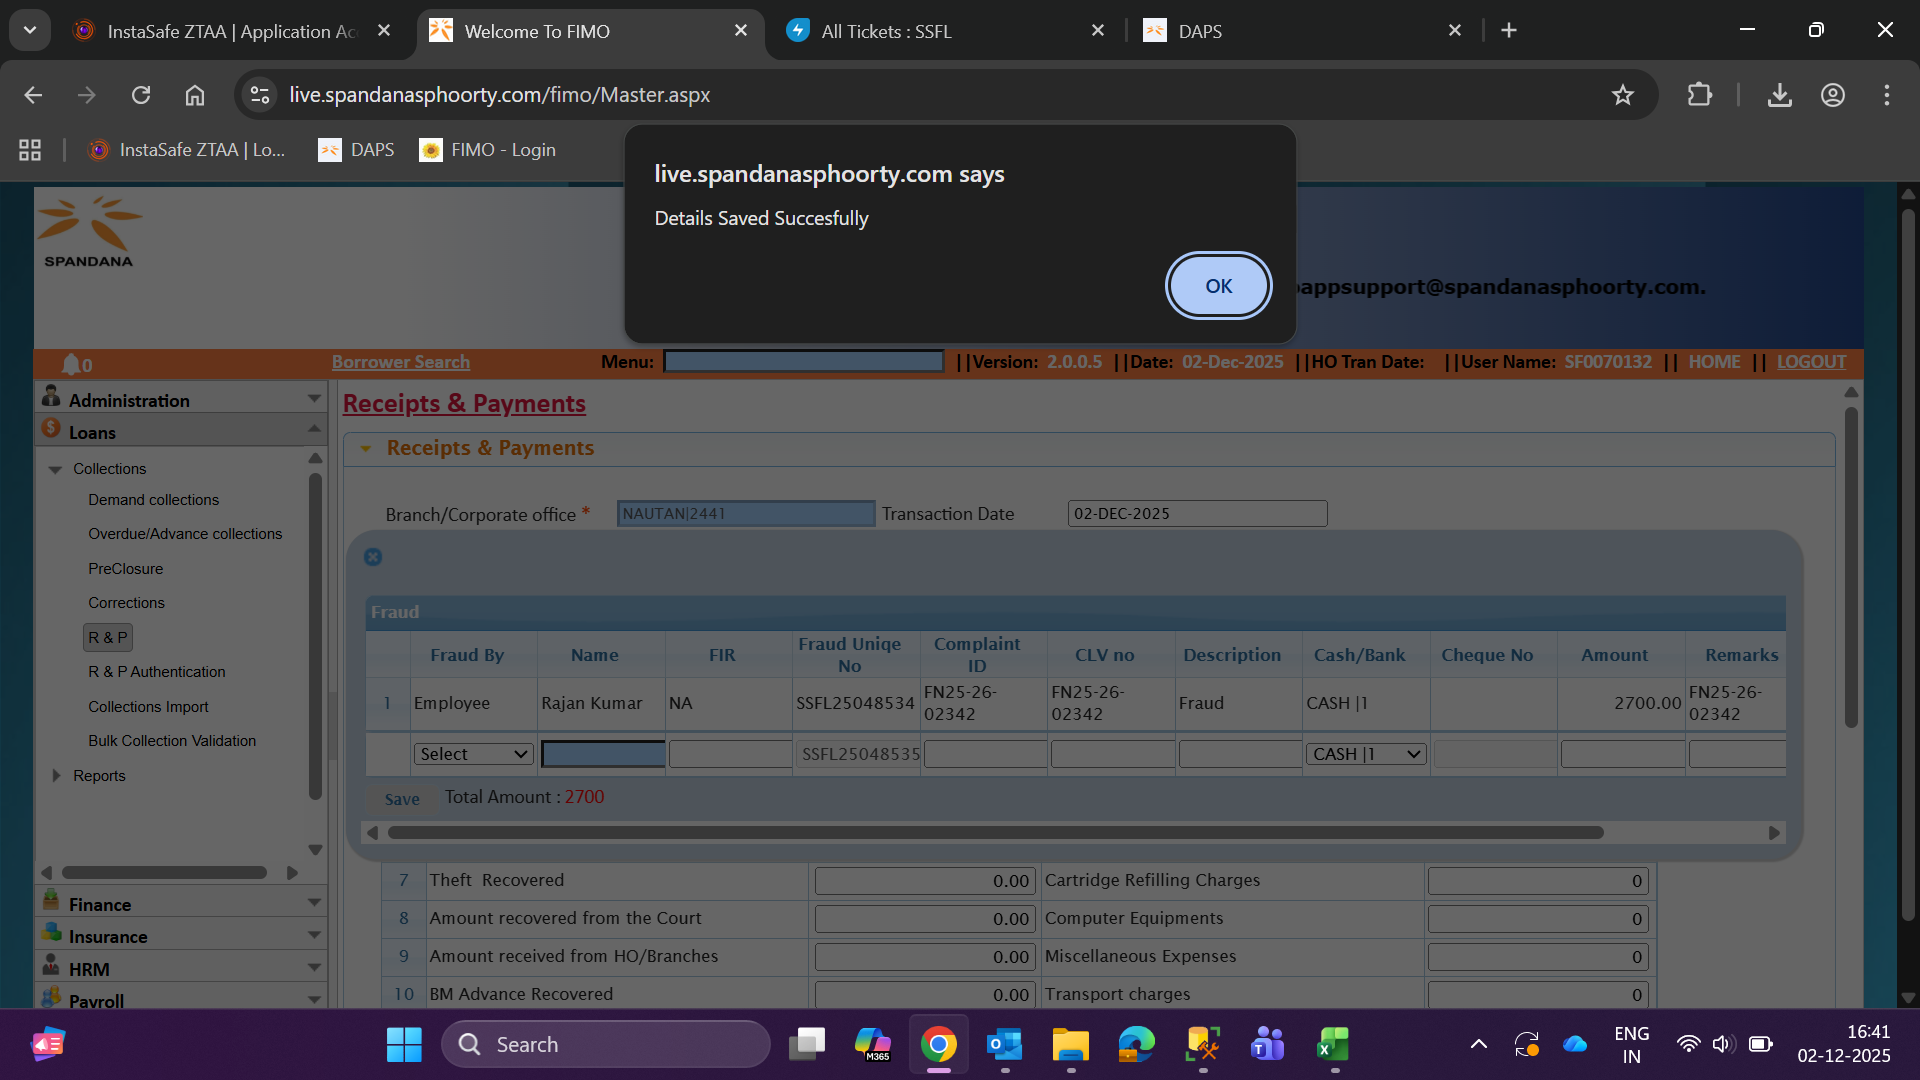 InstaSafe ZTAA | Application Acc
Welcome To FIMO
All Tickets : SSFL
DAPS
live.spandanasphoorty.com/fimo/Master.aspx
InstaSafe ZTAA | Lo...
DAPS
FIMO - Login
live.spandanasphoorty.com says
Details Saved Succesfully
OK
SPANDANA
appsupport@spandanasphoorty.com.
0
Borrower Search
Menu:
||Version: 2.0.0.5 ||Date: 02-Dec-2025 ||HO Tran Date: ||User Name: SF0070132 || HOME || LOGOUT
Administration
Loans
Collections
Demand collections
Overdue/Advance collections
PreClosure
Corrections
R & P
R & P Authentication
Collections Import
Bulk Collection Validation
Reports
Finance
Insurance
HRM
Payroll
Receipts & Payments
Receipts & Payments
Branch/Corporate office * NAUTAN|2441 Transaction Date 02-DEC-2025
Fraud
Fraud By Name FIR Fraud Uniqe No Complaint ID CLV no Description Cash/Bank Cheque No Amount Remarks
1 Employee Rajan Kumar NA SSFL25048534 FN25-26-02342 FN25-26-02342 Fraud CASH |1 2700.00 FN25-26-02342
Select SSFL25048535 CASH |1
Save Total Amount : 2700
7 Theft Recovered 0.00 Cartridge Refilling Charges 0
8 Amount recovered from the Court 0.00 Computer Equipments 0
9 Amount received from HO/Branches 0.00 Miscellaneous Expenses 0
10 BM Advance Recovered 0.00 Transport charges 0
Search
M365
ENG
IN
16:41
02-12-2025